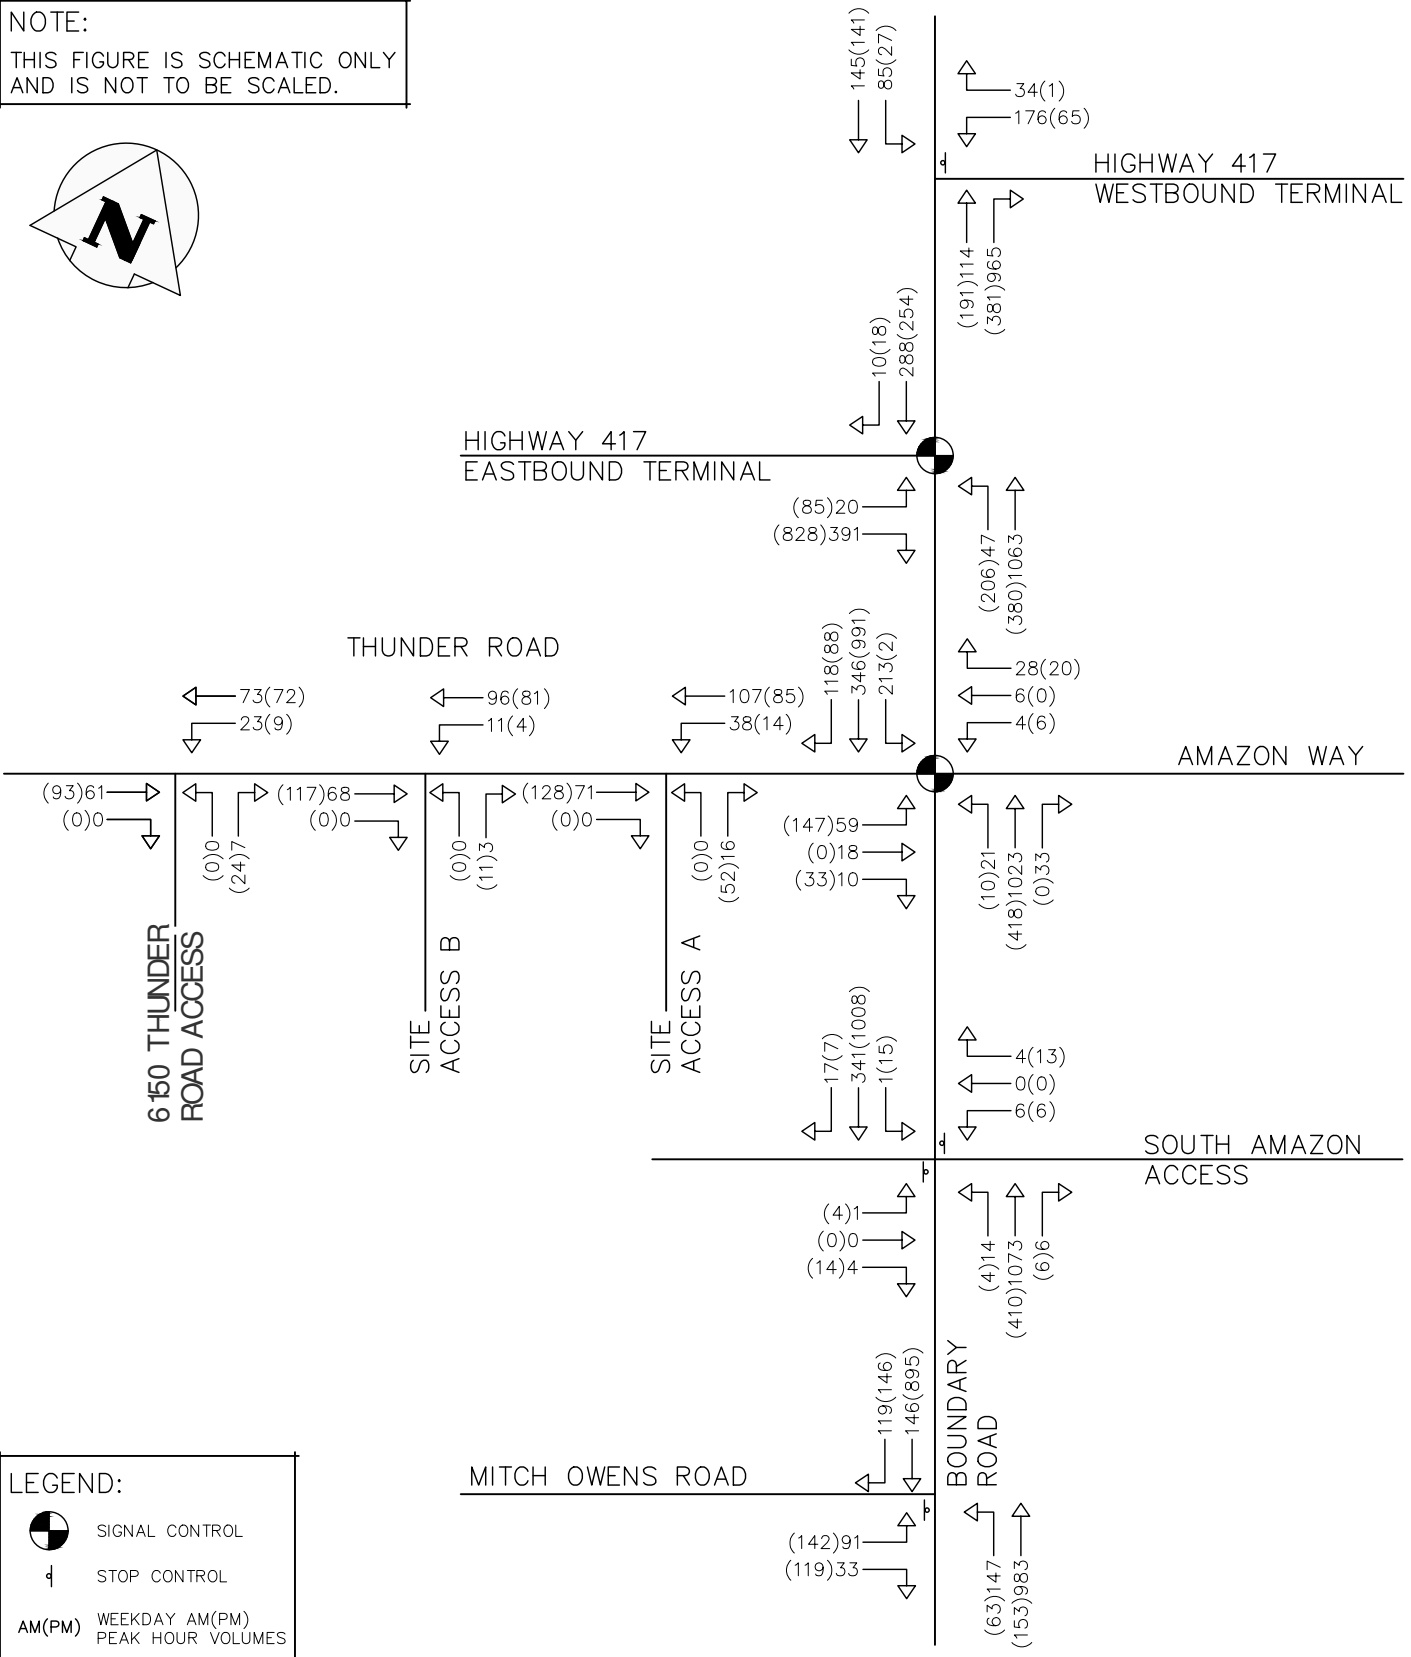 NOTE:
THIS FIGURE IS SCHEMATIC ONLY
AND IS NOT TO BE SCALED.
N
145(141)
85(27)
34(1)
176(65)
HIGHWAY 417
WESTBOUND TERMINAL
(191)114
(381)965
10(18)
288(254)
HIGHWAY 417
EASTBOUND TERMINAL
(85)20
(828)391
(206)47
(380)1063
THUNDER ROAD
118(88)
346(991)
213(2)
28(20)
6(0)
4(6)
73(72)
23(9)
96(81)
11(4)
107(85)
38(14)
AMAZON WAY
(93)61
(0)0
(0)0
(24)7
(117)68
(0)0
(0)0
(11)3
(128)71
(0)0
(0)0
(52)16
(147)59
(0)18
(33)10
(10)21
(418)1023
(0)33
6150 THUNDER
ROAD ACCESS
SITE
ACCESS B
SITE
ACCESS A
17(7)
341(1008)
1(15)
4(13)
0(0)
6(6)
SOUTH AMAZON
ACCESS
(4)1
(0)0
(14)4
(4)14
(410)1073
(6)6
119(146)
146(895)
BOUNDARY
ROAD
MITCH OWENS ROAD
(142)91
(119)33
(63)147
(153)983
LEGEND:
SIGNAL CONTROL
STOP CONTROL
AM(PM) WEEKDAY AM(PM)
PEAK HOUR VOLUMES